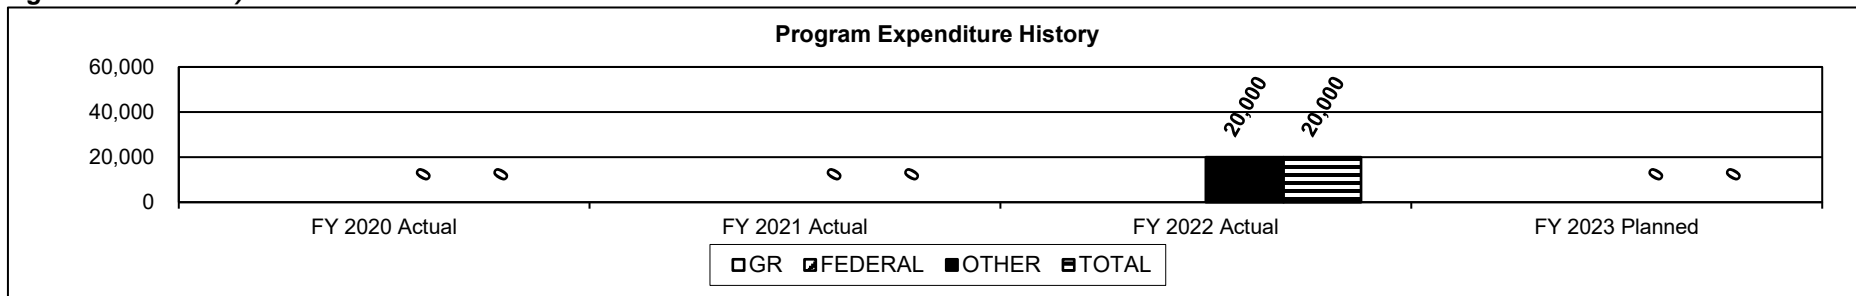 Program Expenditure History
60,000
40,000
20,000
0
20,000 20,000
0 0 0 0 0 0
FY 2020 Actual FY 2021 Actual FY 2022 Actual FY 2023 Planned
GR FEDERAL OTHER TOTAL